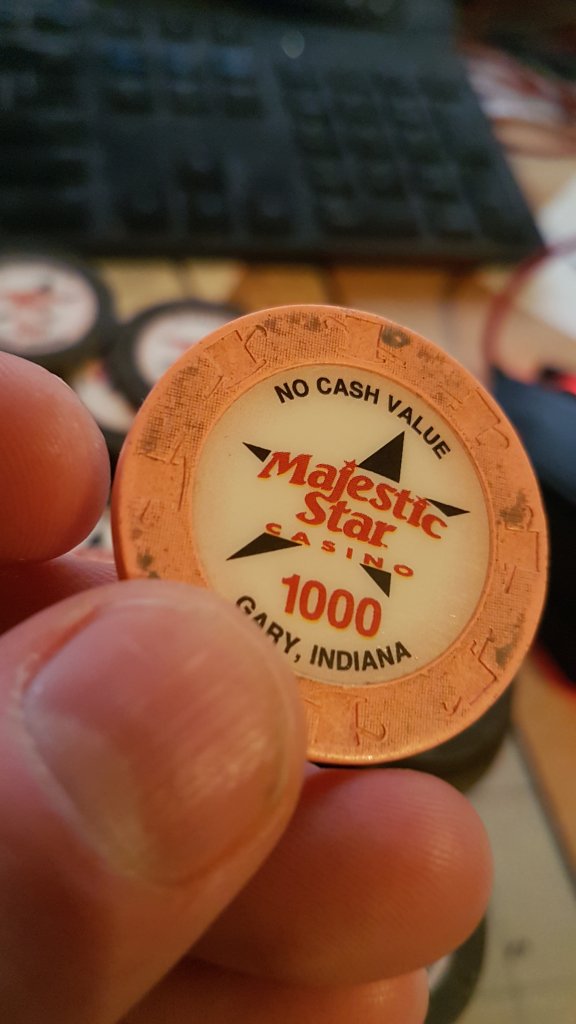 NO CASH VALUE
Majestic
Star
CASINO
1000
GARY, INDIANA